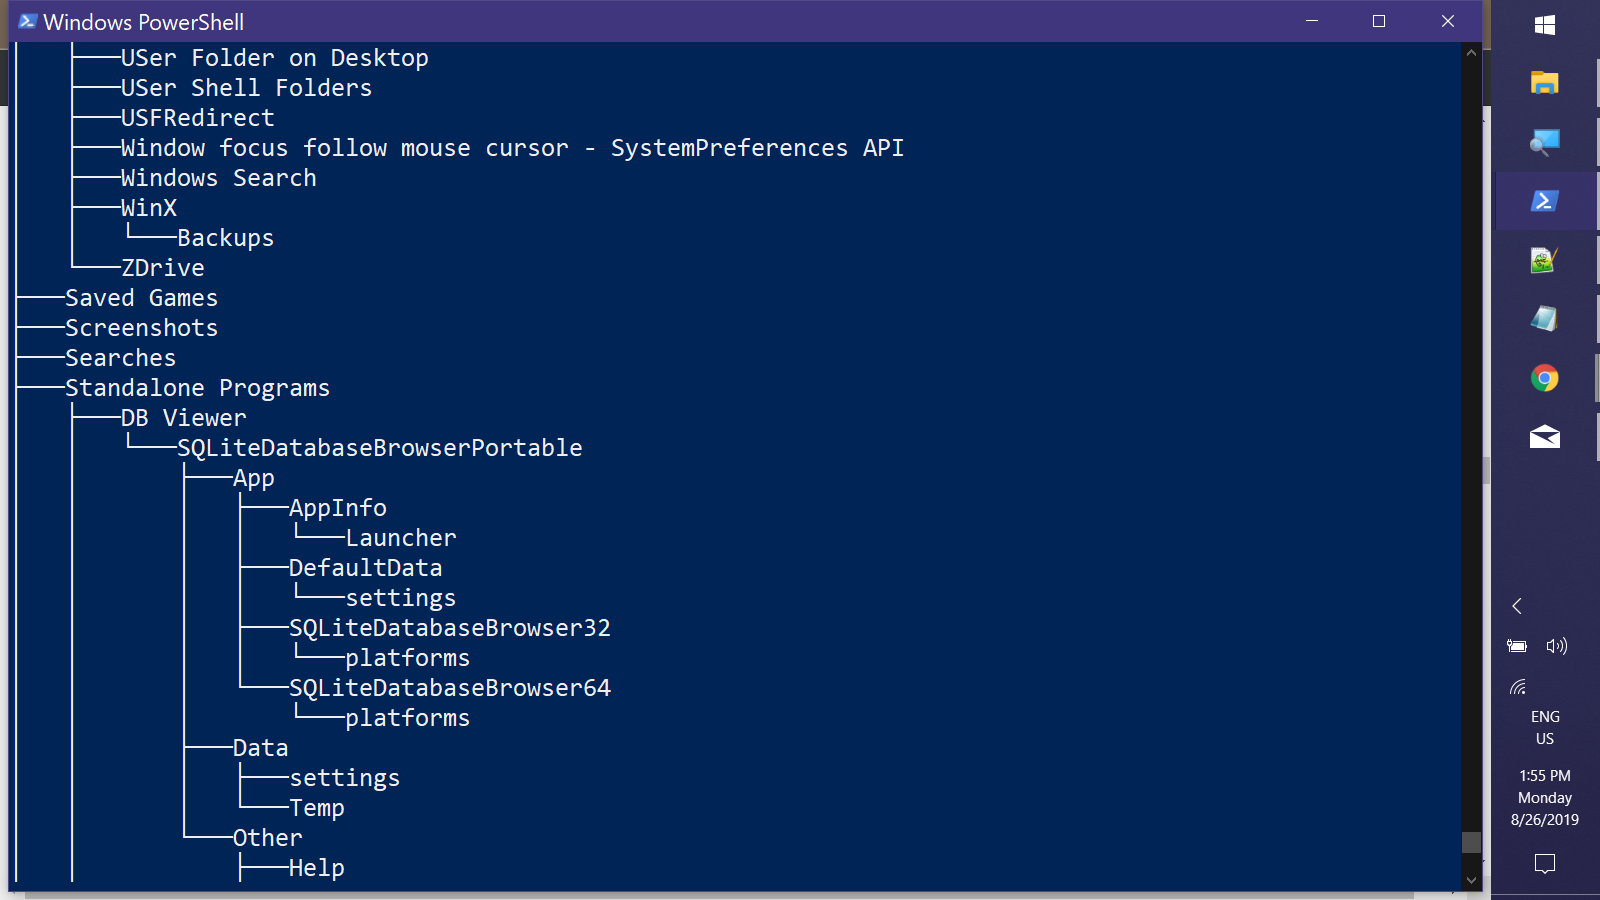 Windows PowerShell
├───USer Folder on Desktop
├───USer Shell Folders
├───USFRedirect
├───Window focus follow mouse cursor - SystemPreferences API
├───Windows Search
├───WinX
└───Backups
└───ZDrive
├───Saved Games
├───Screenshots
├───Searches
├───Standalone Programs
├───DB Viewer
└───SQLiteDatabaseBrowserPortable
├───App
├───AppInfo
└───Launcher
├───DefaultData
└───settings
├───SQLiteDatabaseBrowser32
└───platforms
└───SQLiteDatabaseBrowser64
└───platforms
├───Data
├───settings
└───Temp
└───Other
├───Help
ENG
US
1:55 PM
Monday
8/26/2019